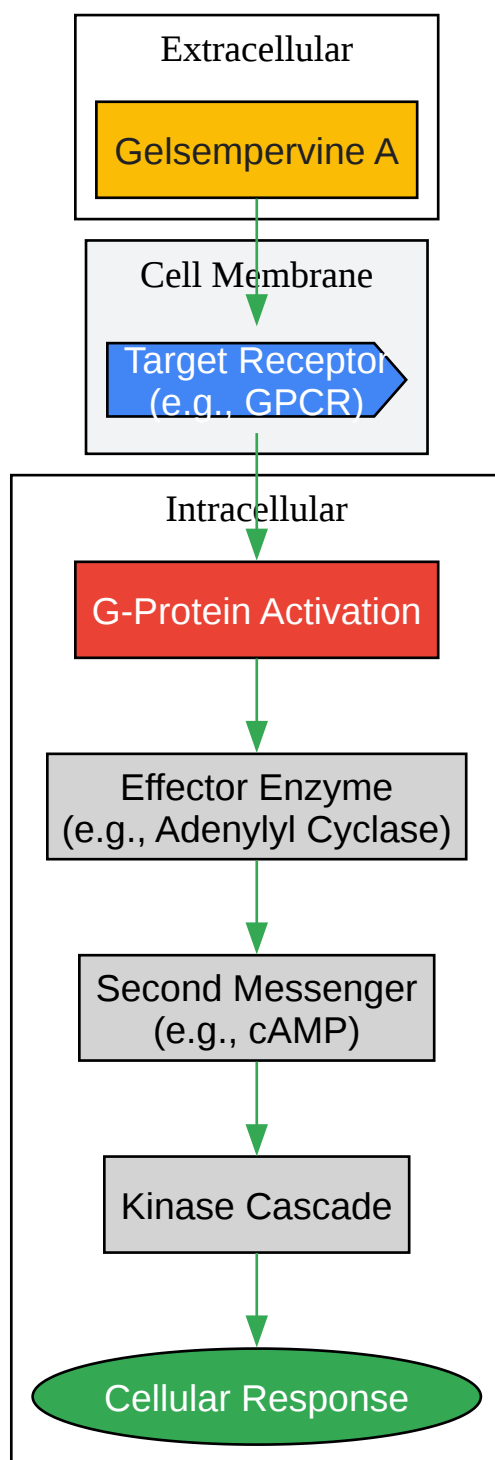 Extracellular
Gelsempervine A
Cell Membrane
Target Receptor
(e.g., GPCR)
Intracellular
G-Protein Activation
Effector Enzyme
(e.g., Adenylyl Cyclase)
Second Messenger
(e.g., cAMP)
Kinase Cascade
Cellular Response